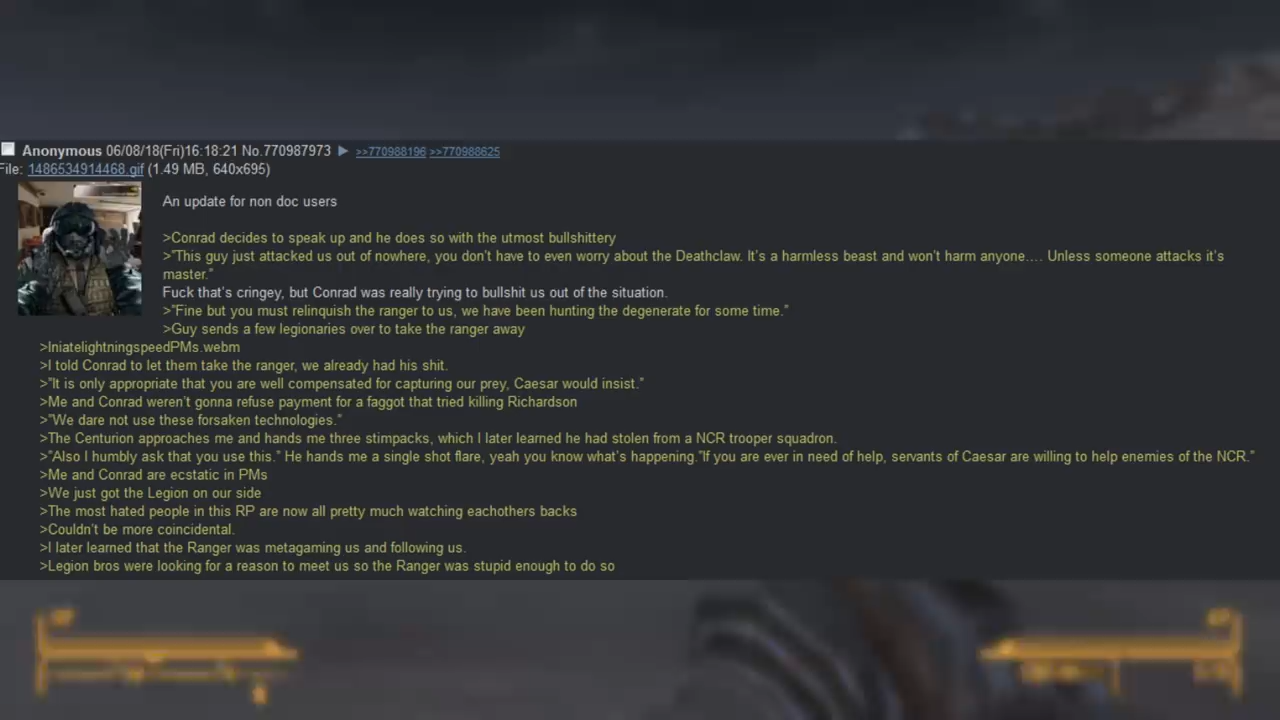 Anonymous 06/08/18(Fri)16:18:21 No.770987973 ▶ >>770988196 >>770988625
File: 1486534914468.gif (1.49 MB, 640x695)
An update for non doc users
>Conrad decides to speak up and he does so with the utmost bullshittery
>"This guy just attacked us out of nowhere, you don't have to even worry about the Deathclaw. It's a harmless beast and won't harm anyone…. Unless someone attacks it's
master."
Fuck that's cringey, but Conrad was really trying to bullshit us out of the situation.
>"Fine but you must relinquish the ranger to us, we have been hunting the degenerate for some time."
>Guy sends a few legionaries over to take the ranger away
>IniatelightningspeedPMs.webm
>I told Conrad to let them take the ranger, we already had his shit.
>"It is only appropriate that you are well compensated for capturing our prey, Caesar would insist."
>Me and Conrad weren't gonna refuse payment for a faggot that tried killing Richardson
>"We dare not use these forsaken technologies."
>The Centurion approaches me and hands me three stimpacks, which I later learned he had stolen from a NCR trooper squadron.
>"Also I humbly ask that you use this." He hands me a single shot flare, yeah you know what's happening."If you are ever in need of help, servants of Caesar are willing to help enemies of the NCR."
>Me and Conrad are ecstatic in PMs
>We just got the Legion on our side
>The most hated people in this RP are now all pretty much watching eachothers backs
>Couldn't be more coincidental.
>I later learned that the Ranger was metagaming us and following us.
>Legion bros were looking for a reason to meet us so the Ranger was stupid enough to do so